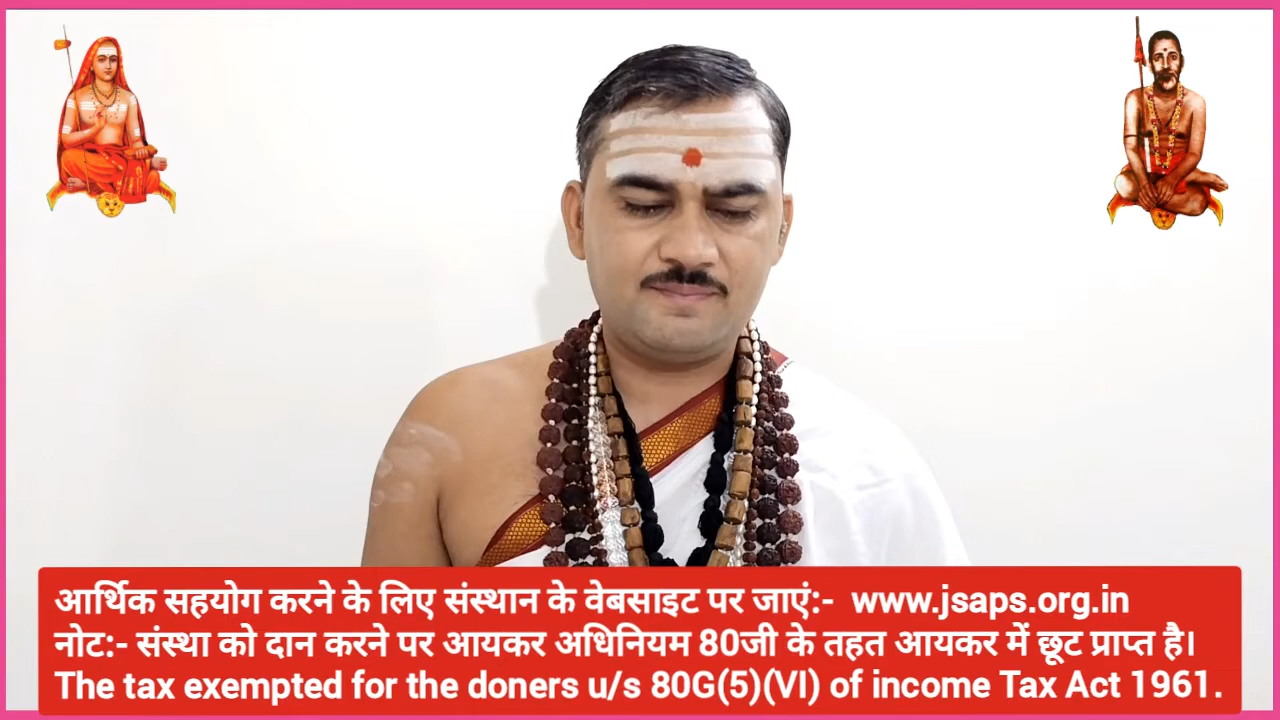 आर्थिक सहयोग करने के लिए संस्थान के वेबसाइट पर जाएं:- www.jsaps.org.in
नोट:- संस्था को दान करने पर आयकर अधिनियम 80जी के तहत आयकर में छूट प्राप्त है।
The tax exempted for the doners u/s 80G(5)(VI) of income Tax Act 1961.